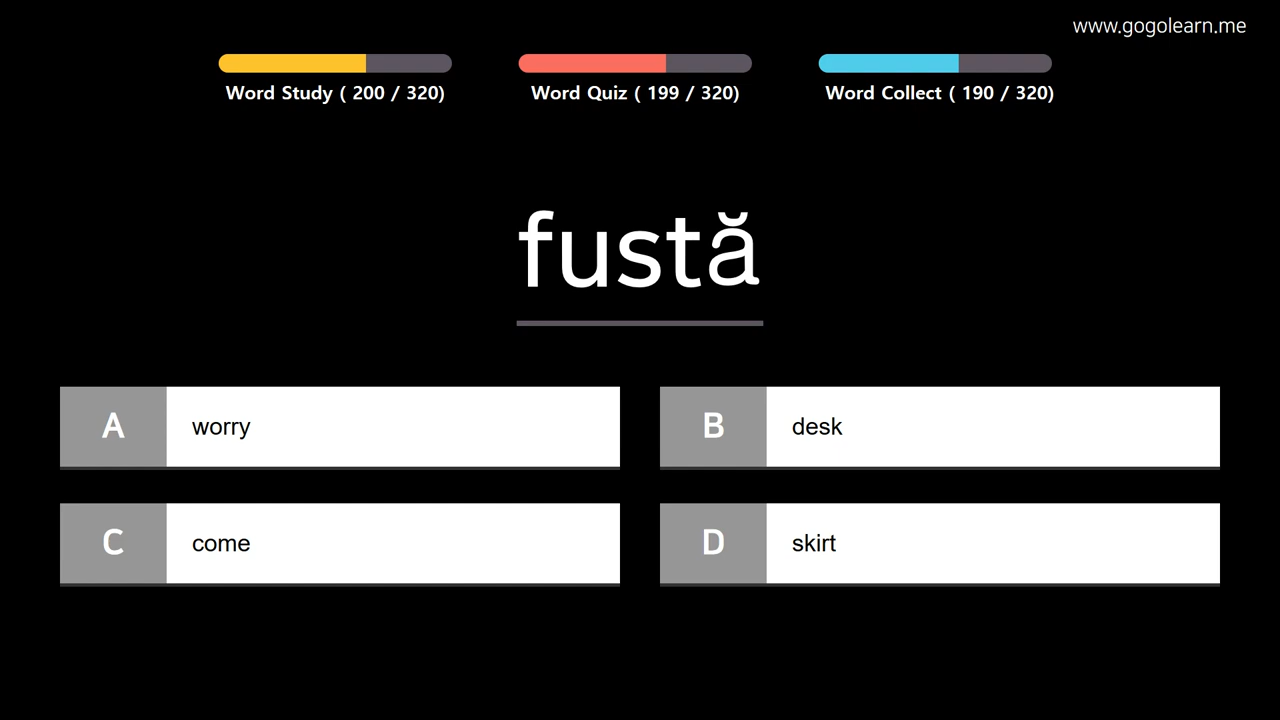 www.gogolearn.me
Word Study ( 200 / 320)
Word Quiz ( 199 / 320)
Word Collect ( 190 / 320)
fustă
A worry
B desk
C come
D skirt